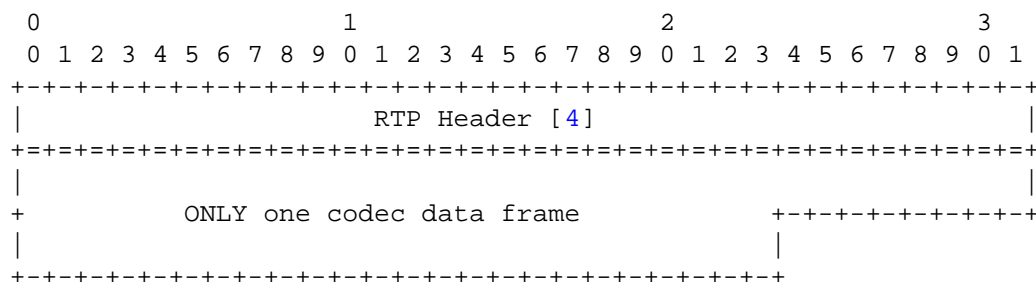 0                   1                   2                   3
 0 1 2 3 4 5 6 7 8 9 0 1 2 3 4 5 6 7 8 9 0 1 2 3 4 5 6 7 8 9 0 1
+-+-+-+-+-+-+-+-+-+-+-+-+-+-+-+-+-+-+-+-+-+-+-+-+-+-+-+-+-+-+-+-+
|                      RTP Header [4]                           |
+=+=+=+=+=+=+=+=+=+=+=+=+=+=+=+=+=+=+=+=+=+=+=+=+=+=+=+=+=+=+=+=+
|                                                               |
+          ONLY one codec data frame            +-+-+-+-+-+-+-+-+
|                                               |
+-+-+-+-+-+-+-+-+-+-+-+-+-+-+-+-+-+-+-+-+-+-+-+-+